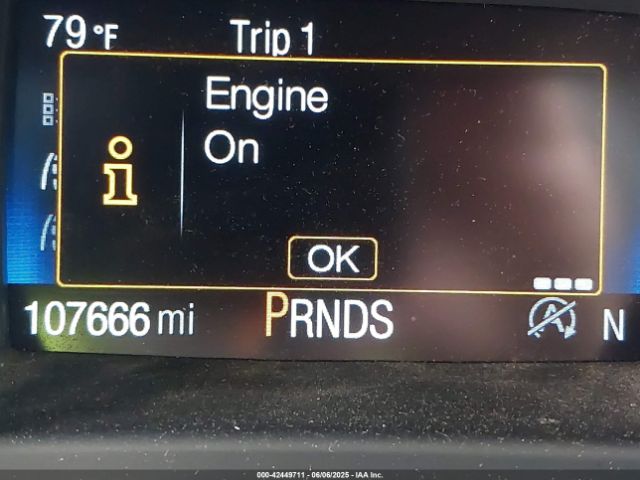 79 °F Trip 1
Engine
On
OK
107666 mi PRNDS A N
000-42449711 - 06/06/2025 - IAA Inc.